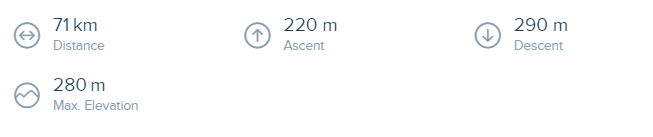 71 km
Distance
220 m
Ascent
290 m
Descent
280 m
Max. Elevation